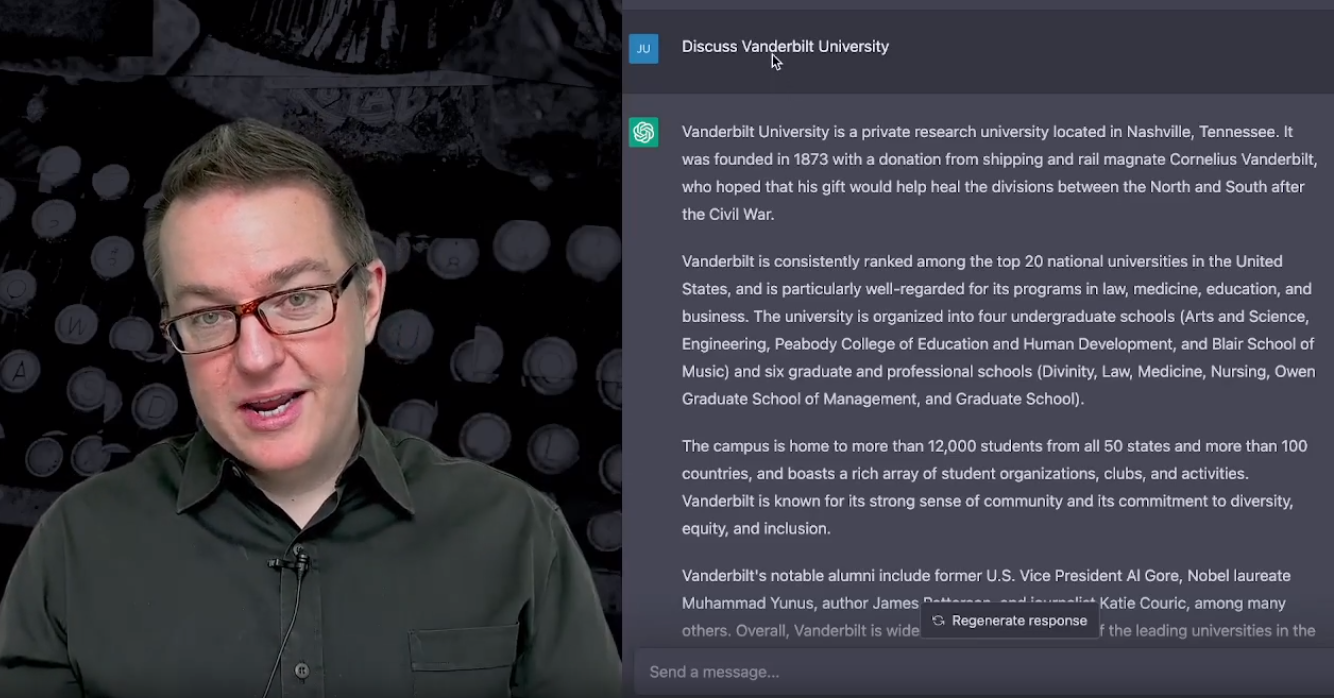 JU
Discuss Vanderbilt University
Vanderbilt University is a private research university located in Nashville, Tennessee. It
was founded in 1873 with a donation from shipping and rail magnate Cornelius Vanderbilt,
who hoped that his gift would help heal the divisions between the North and South after
the Civil War.
Vanderbilt is consistently ranked among the top 20 national universities in the United
States, and is particularly well-regarded for its programs in law, medicine, education, and
business. The university is organized into four undergraduate schools (Arts and Science,
Engineering, Peabody College of Education and Human Development, and Blair School of
Music) and six graduate and professional schools (Divinity, Law, Medicine, Nursing, Owen
Graduate School of Management, and Graduate School).
The campus is home to more than 12,000 students from all 50 states and more than 100
countries, and boasts a rich array of student organizations, clubs, and activities.
Vanderbilt is known for its strong sense of community and its commitment to diversity,
equity, and inclusion.
Vanderbilt's notable alumni include former U.S. Vice President Al Gore, Nobel laureate
Muhammad Yunus, author James Patterson, and journalist Katie Couric, among many
others. Overall, Vanderbilt is wide f the leading universities in the
Regenerate response
Send a message...
W
U
A
D
L